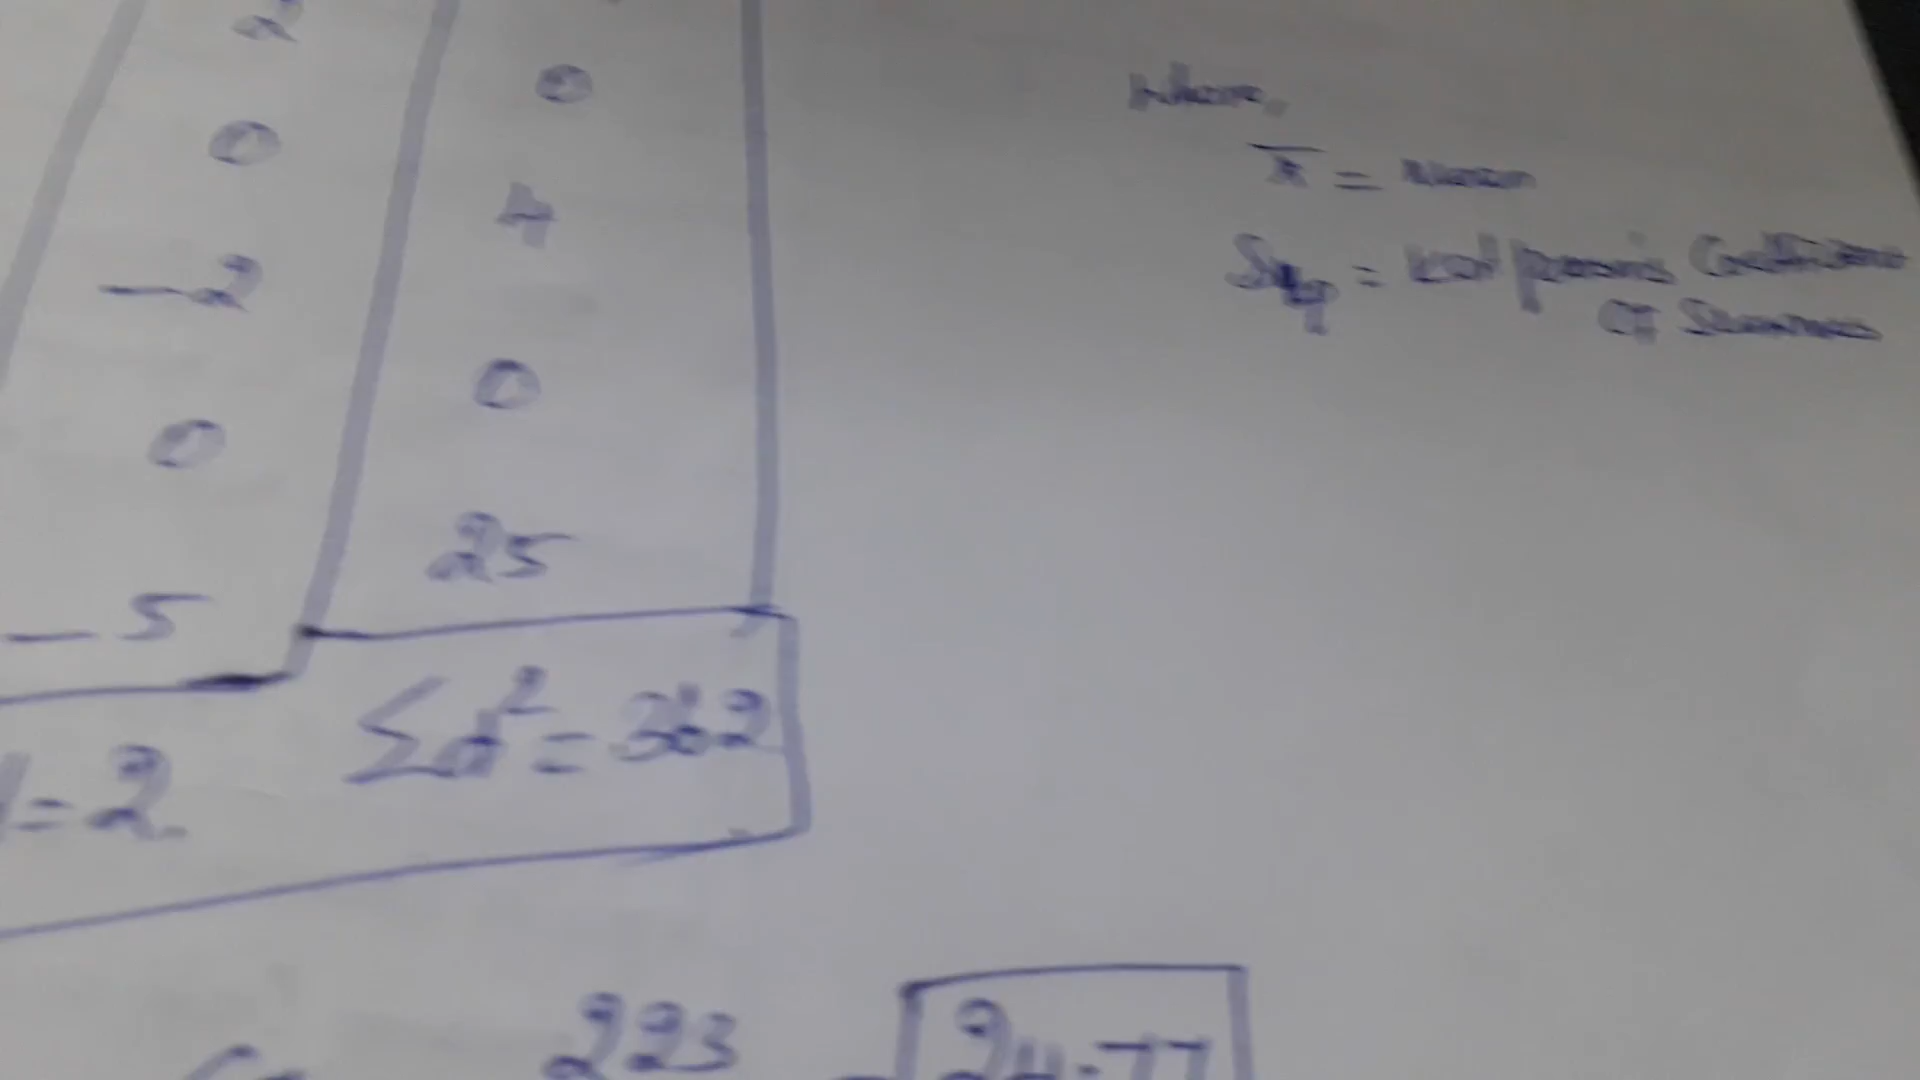 2
0
0
-2
4
0
0
-5
25
d=2
Σd²=362
where,
x̄ = mean
Skp = Karl pearson's Coefficient
of Skewness
223
24.77